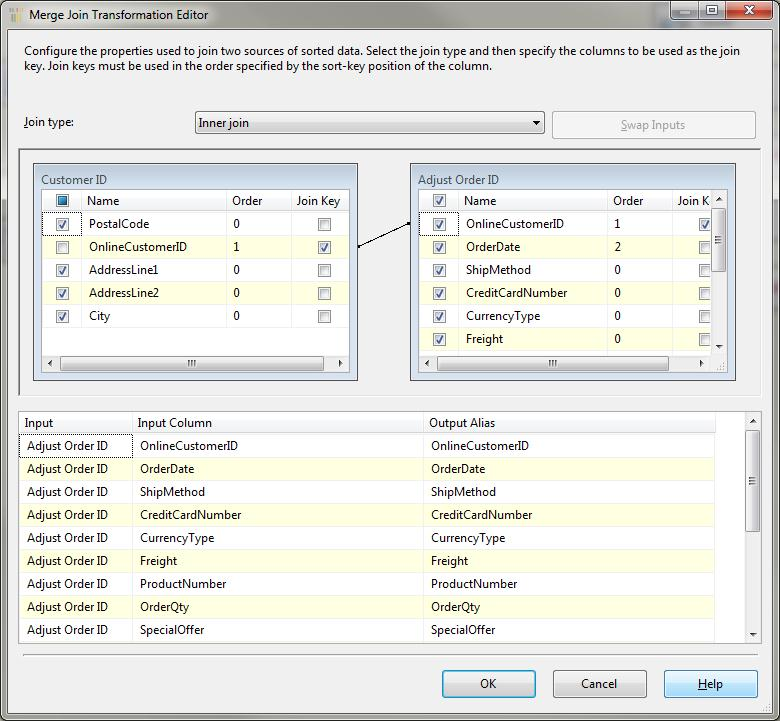 Merge Join Transformation Editor
Configure the properties used to join two sources of sorted data. Select the join type and then specify the columns to be used as the join
key. Join keys must be used in the order specified by the sort-key position of the column.
Join type: Inner join Swap Inputs
Customer ID
Name Order Join Key
PostalCode 0
OnlineCustomerID 1
AddressLine1 0
AddressLine2 0
City 0
Adjust Order ID
Name Order Join K
OnlineCustomerID 1
OrderDate 2
ShipMethod 0
CreditCardNumber 0
CurrencyType 0
Freight 0
Input Input Column Output Alias
Adjust Order ID OnlineCustomerID OnlineCustomerID
Adjust Order ID OrderDate OrderDate
Adjust Order ID ShipMethod ShipMethod
Adjust Order ID CreditCardNumber CreditCardNumber
Adjust Order ID CurrencyType CurrencyType
Adjust Order ID Freight Freight
Adjust Order ID ProductNumber ProductNumber
Adjust Order ID OrderQty OrderQty
Adjust Order ID SpecialOffer SpecialOffer
OK Cancel Help